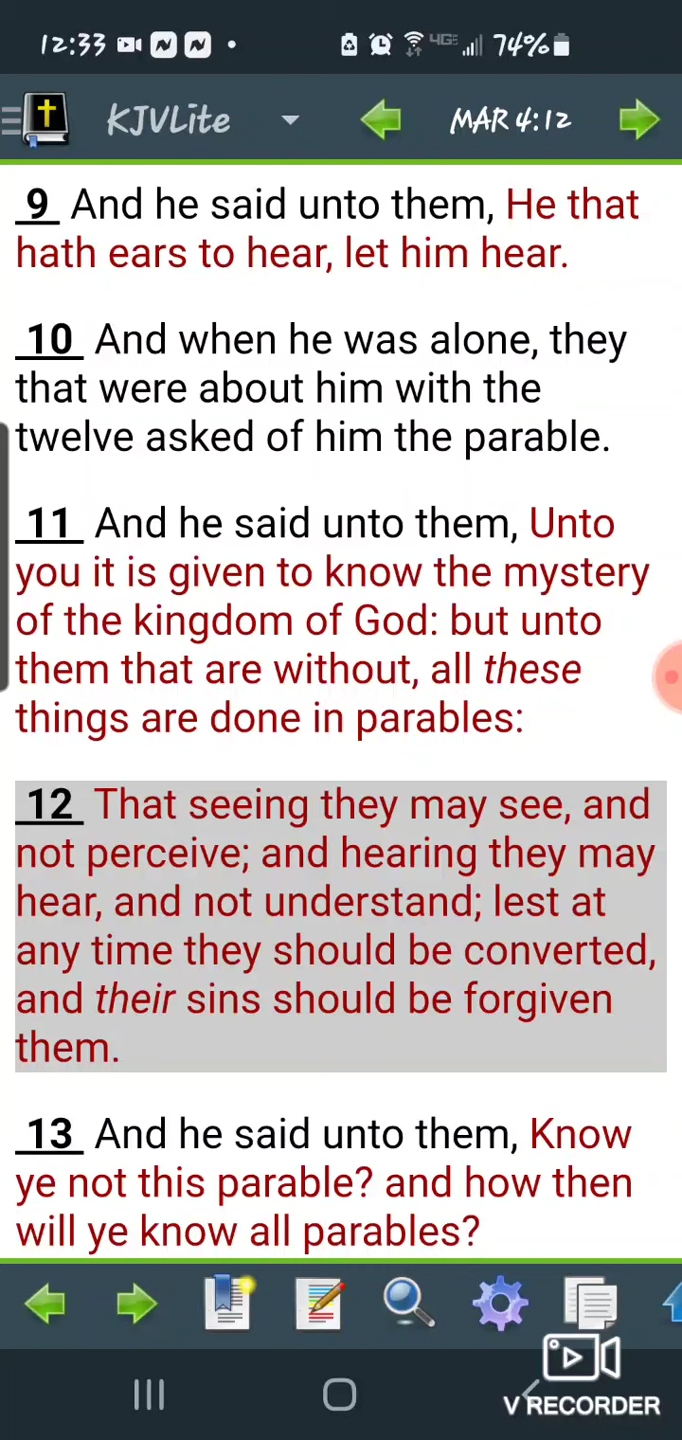 12:33 4GE 74%
KJVLite MAR 4:12
9 And he said unto them, He that
hath ears to hear, let him hear.
10 And when he was alone, they
that were about him with the
twelve asked of him the parable.
11 And he said unto them, Unto
you it is given to know the mystery
of the kingdom of God: but unto
them that are without, all these
things are done in parables:
12 That seeing they may see, and
not perceive; and hearing they may
hear, and not understand; lest at
any time they should be converted,
and their sins should be forgiven
them.
13 And he said unto them, Know
ye not this parable? and how then
will ye know all parables?
V RECORDER